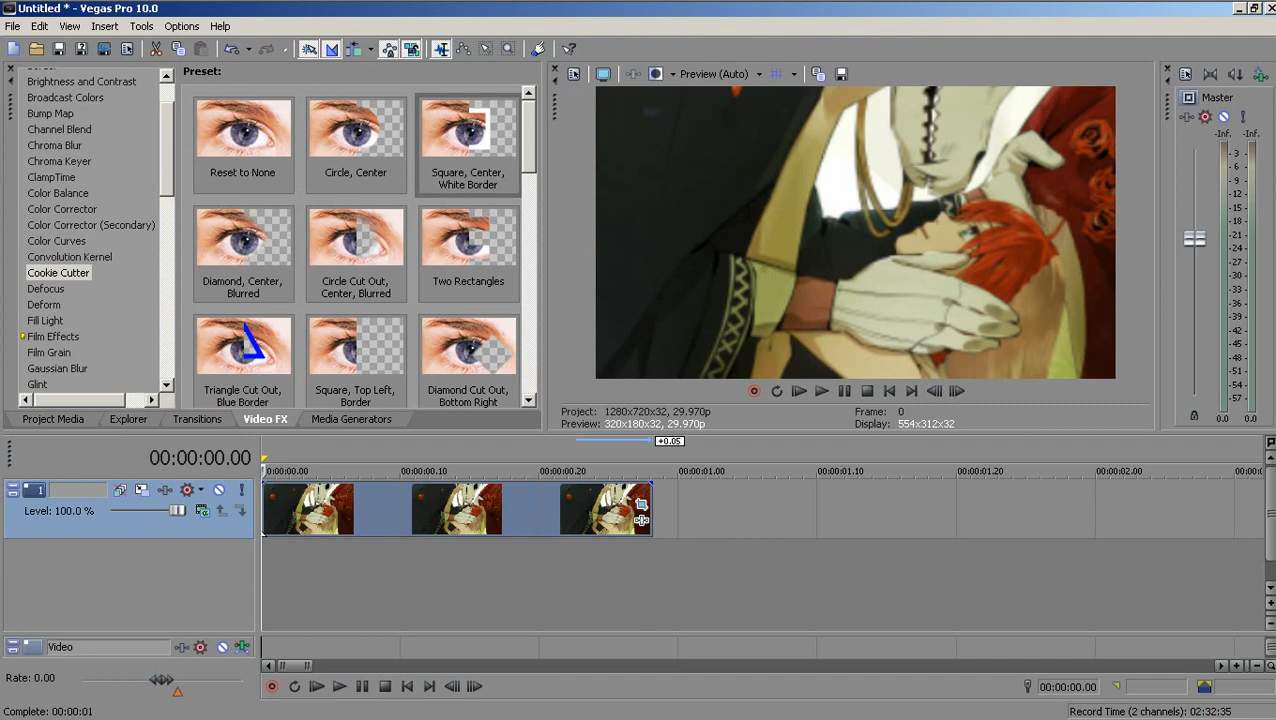 Untitled * - Vegas Pro 10.0
File Edit View Insert Tools Options Help
Preset:
Brightness and Contrast
Broadcast Colors
Bump Map
Channel Blend
Chroma Blur
Chroma Keyer
ClampTime
Color Balance
Color Corrector
Color Corrector (Secondary)
Color Curves
Convolution Kernel
Cookie Cutter
Defocus
Deform
Fill Light
Film Effects
Film Grain
Gaussian Blur
Glint
Reset to None
Circle, Center
Square, Center,
White Border
Diamond, Center,
Blurred
Circle Cut Out,
Center, Blurred
Two Rectangles
Triangle Cut Out,
Blue Border
Square, Top Left,
Border
Diamond Cut Out,
Bottom Right
Project Media Explorer Transitions Video FX Media Generators
Preview (Auto)
Project: 1280x720x32, 29.970p
Preview: 320x180x32, 29.970p
Frame: 0
Display: 554x312x32
Master
-Inf. -Inf.
-3
-6
-9
-12
-15
-18
-21
-24
-27
-30
-33
-36
-39
-42
-45
-48
-51
-54
-57
0.0 0.0
00:00:00.00
+0.05
00:00:00.10 00:00:00.20 00:00:01.00 00:00:01.10 00:00:01.20 00:00:02.00
1
Level: 100.0 %
Video
Rate: 0.00
00:00:00.00
Complete: 00:00:01
Record Time (2 channels): 02:32:35